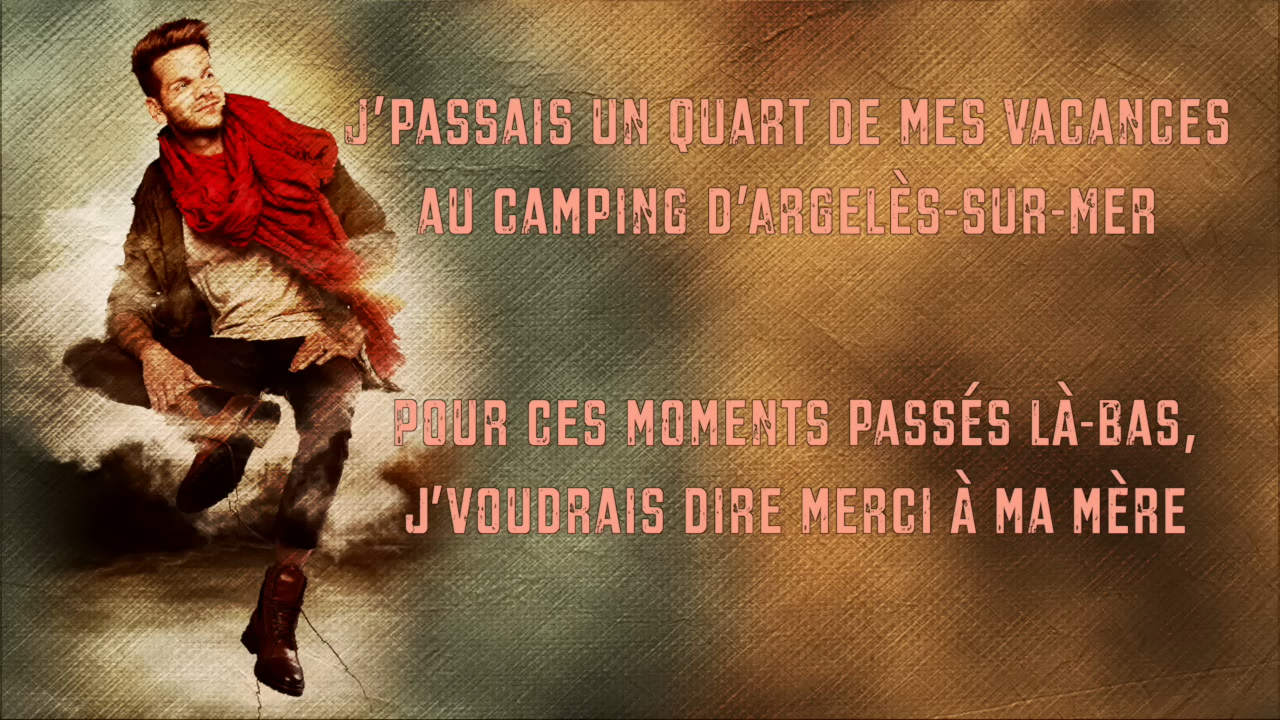 J'PASSAIS UN QUART DE MES VACANCES
AU CAMPING D'ARGELÈS-SUR-MER
POUR CES MOMENTS PASSÉS LÀ-BAS,
J'VOUDRAIS DIRE MERCI À MA MÈRE